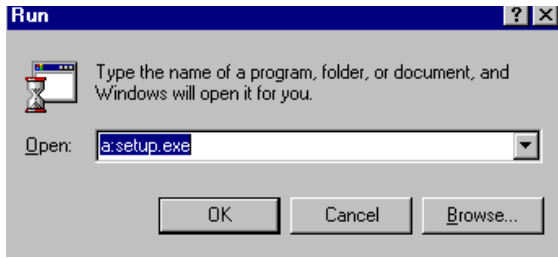 Run
Type the name of a program, folder, or document, and
Windows will open it for you.
Open: a:setup.exe
OK Cancel Browse...